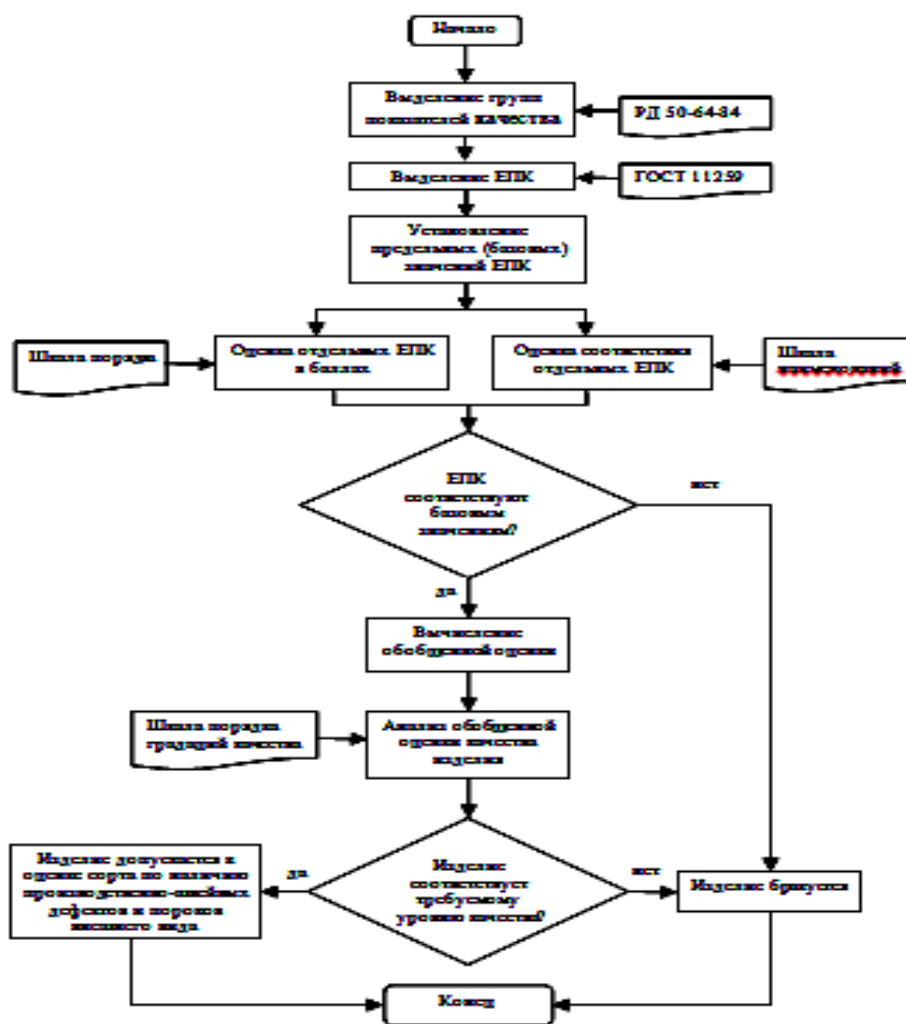 Начало
Выделение групп
показателей качества
РД 50-64-84
Выделение ЕПК
ГОСТ 11259
Установление
предельных (базовых)
значений ЕПК
Шкала порядка
Оценка отдельных ЕПК
в баллах
Оценка соответствия
отдельных ЕПК
Шкала
наименований
ЕПК
соответствуют
базовым
значениям?
нет
да
Вычисление
обобщенной оценки
Шкала порядка
градаций качества
Анализ обобщенной
оценки качества
изделия
Изделие допускается к
оценке сорта по наличию
производственно-швейных
дефектов и пороков
внешнего вида
да
Изделие
соответствует
требуемому
уровню качества?
нет
Изделие бракуется
Конец